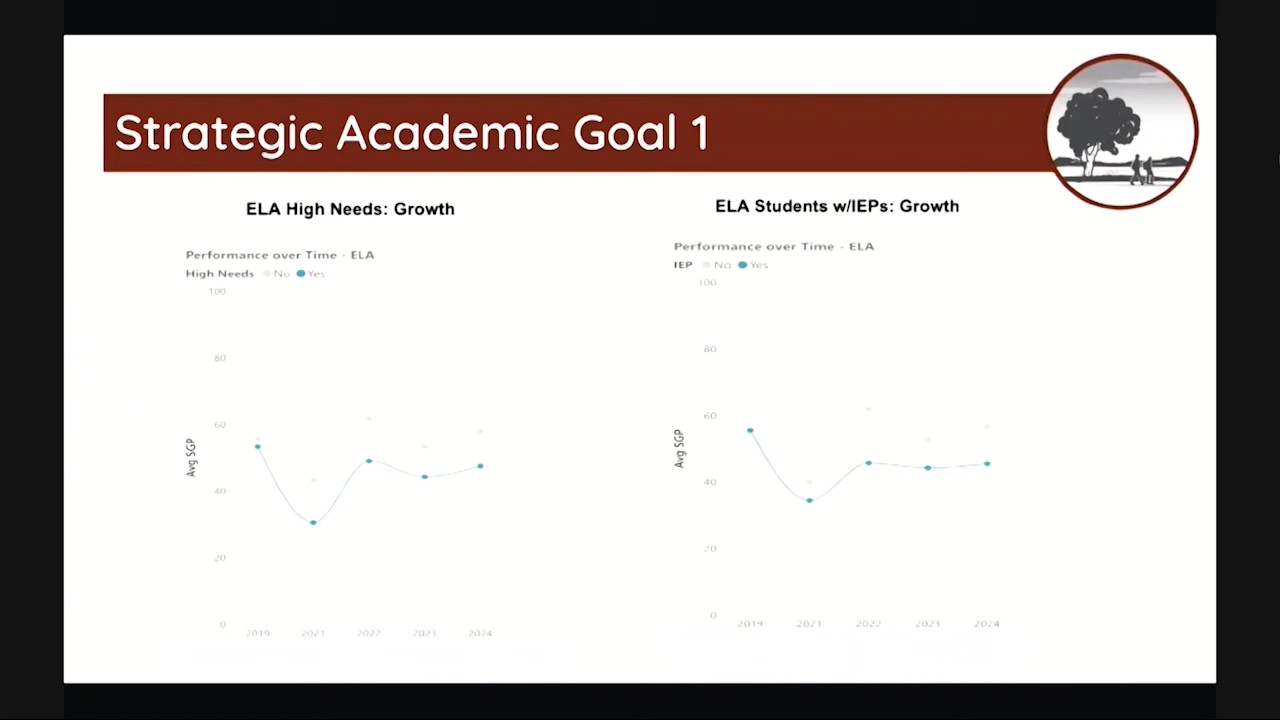 Strategic Academic Goal 1
ELA High Needs: Growth
Performance over Time - ELA
High Needs No Yes
100
80
60
40
20
0
Avg SGP
2019 2021 2022 2023 2024
ELA Students w/IEPs: Growth
Performance over Time - ELA
IEP No Yes
100
80
60
40
20
0
Avg SGP
2019 2021 2022 2023 2024